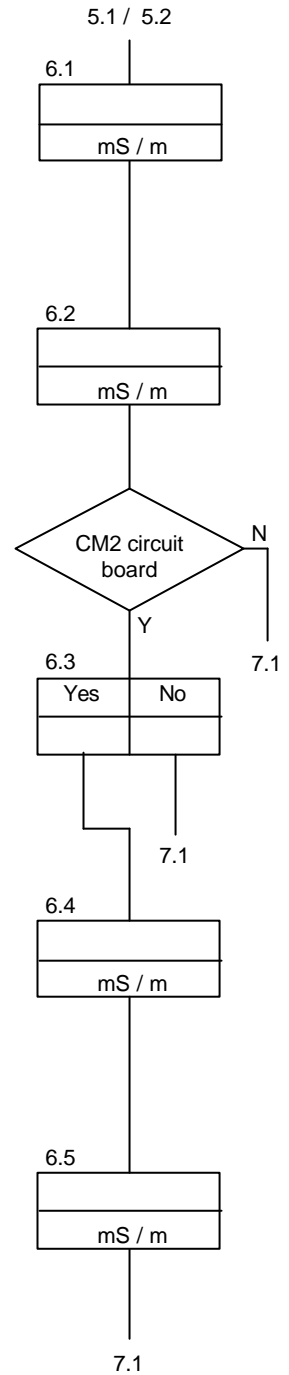 5.1 / 5.2
6.1
mS / m
6.2
mS / m
CM2 circuit
board
N
Y
7.1
6.3
Yes No
7.1
6.4
mS / m
6.5
mS / m
7.1